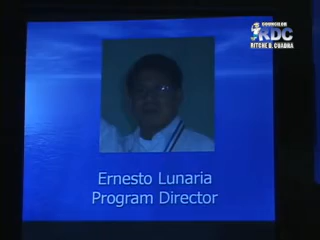 COUNCILOR
RDC
RITCHE D. CUADRA
Ernesto Lunaria
Program Director